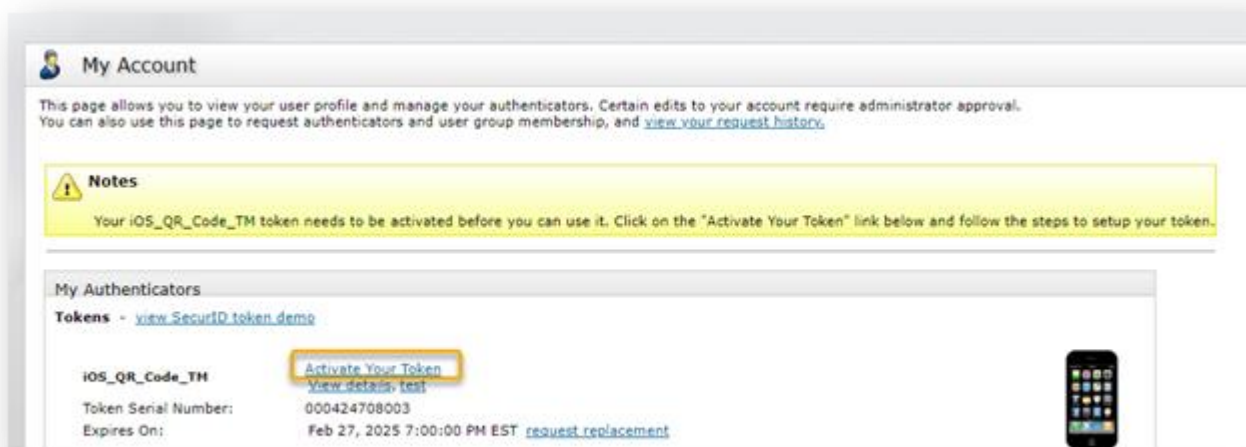 My Account
This page allows you to view your user profile and manage your authenticators. Certain edits to your account require administrator approval.
You can also use this page to request authenticators and user group membership, and view your request history.
Notes
Your iOS_QR_Code_TM token needs to be activated before you can use it. Click on the "Activate Your Token" link below and follow the steps to setup your token.
My Authenticators
Tokens - view SecurID token demo
iOS_QR_Code_TM Activate Your Token
View details, test
Token Serial Number: 000424708003
Expires On: Feb 27, 2025 7:00:00 PM EST request replacement